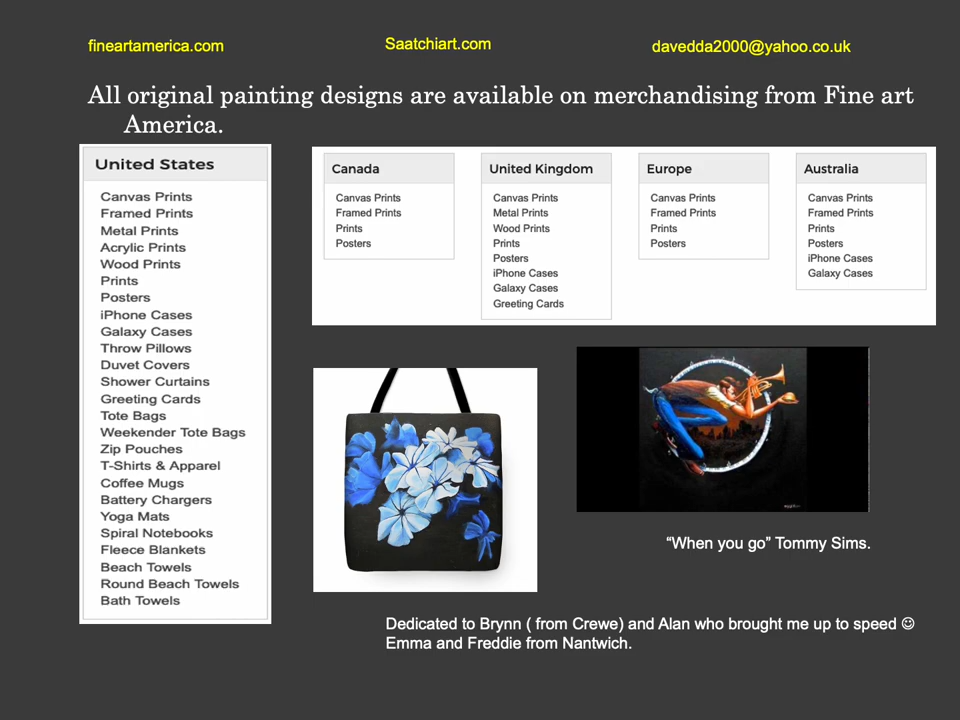 fineartamerica.com
Saatchiart.com
davedda2000@yahoo.co.uk
All original painting designs are available on merchandising from Fine art
America.
United States
Canvas Prints
Framed Prints
Metal Prints
Acrylic Prints
Wood Prints
Prints
Posters
iPhone Cases
Galaxy Cases
Throw Pillows
Duvet Covers
Shower Curtains
Greeting Cards
Tote Bags
Weekender Tote Bags
Zip Pouches
T-Shirts & Apparel
Coffee Mugs
Battery Chargers
Yoga Mats
Spiral Notebooks
Fleece Blankets
Beach Towels
Round Beach Towels
Bath Towels
Canada
Canvas Prints
Framed Prints
Prints
Posters
United Kingdom
Canvas Prints
Metal Prints
Wood Prints
Prints
Posters
iPhone Cases
Galaxy Cases
Greeting Cards
Europe
Canvas Prints
Framed Prints
Prints
Posters
Australia
Canvas Prints
Framed Prints
Prints
Posters
iPhone Cases
Galaxy Cases
“When you go” Tommy Sims.
Dedicated to Brynn ( from Crewe) and Alan who brought me up to speed ☺
Emma and Freddie from Nantwich.